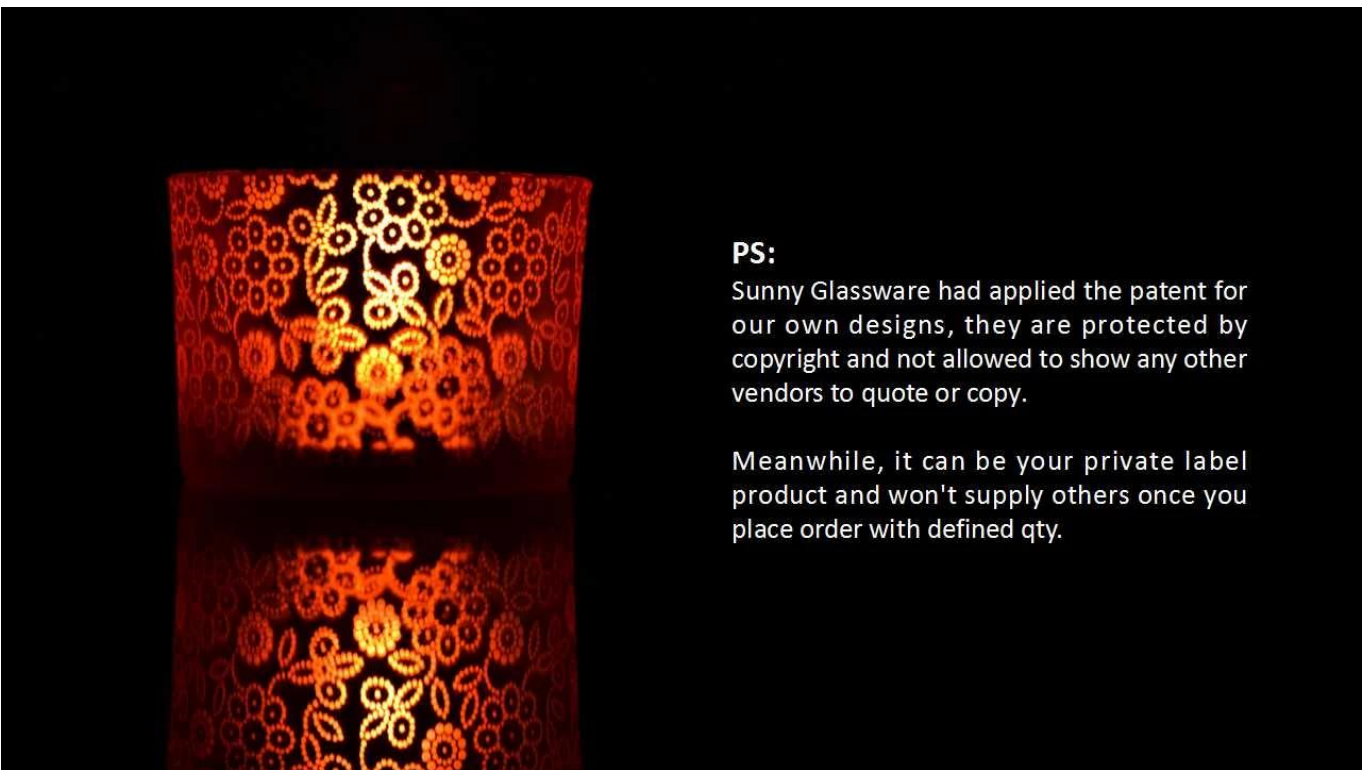 PS:
Sunny Glassware had applied the patent for
our own designs, they are protected by
copyright and not allowed to show any other
vendors to quote or copy.
Meanwhile, it can be your private label
product and won't supply others once you
place order with defined qty.